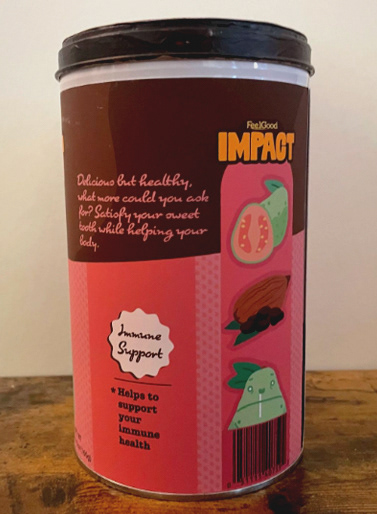 FeelGood
IMPACT
Delicious but healthy,
what more could you ask
for? Satisfy your sweet
tooth while helping your
body.
Immune
Support
* Helps to
support
your
immune
health